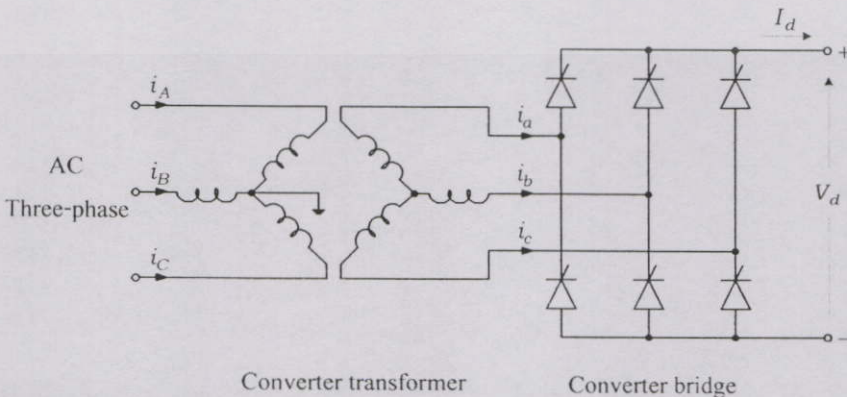 I_d
+
i_A
i_a
AC
i_B
i_b
Three-phase
V_d
i_C
i_c
−
Converter transformer
Converter bridge